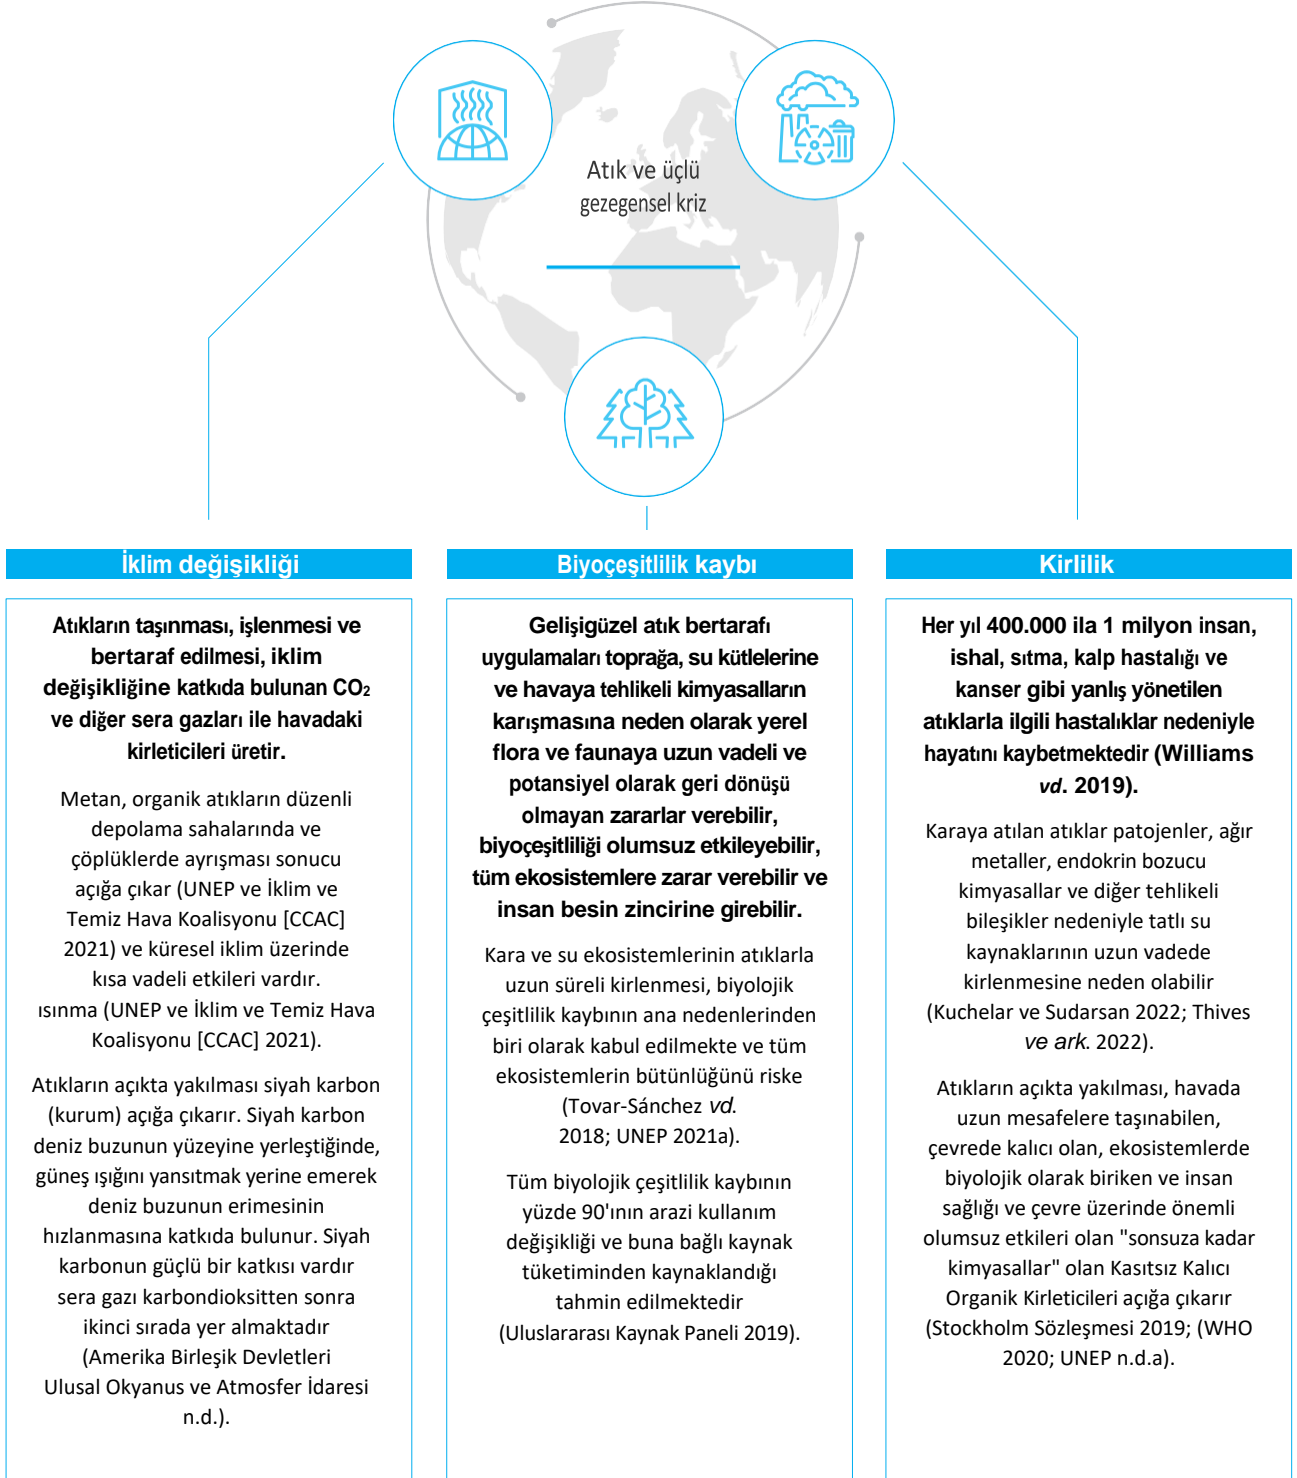 Atık ve üçlü
gezegensel kriz
İklim değişikliği
Atıkların taşınması, işlenmesi ve
bertaraf edilmesi, iklim
değişikliğine katkıda bulunan CO₂
ve diğer sera gazları ile havadaki
kirleticileri üretir.
Metan, organik atıkların düzenli
depolama sahalarında ve
çöplüklerde ayrışması sonucu
açığa çıkar (UNEP ve İklim ve
Temiz Hava Koalisyonu [CCAC]
2021) ve küresel iklim üzerinde
kısa vadeli etkileri vardır.
ısınma (UNEP ve İklim ve Temiz Hava
Koalisyonu [CCAC] 2021).
Atıkların açıkta yakılması siyah karbon
(kurum) açığa çıkarır. Siyah karbon
deniz buzunun yüzeyine yerleştiğinde,
güneş ışığını yansıtmak yerine emerek
deniz buzunun erimesinin
hızlanmasına katkıda bulunur. Siyah
karbonun güçlü bir katkısı vardır
sera gazı karbondioksitten sonra
ikinci sırada yer almaktadır
(Amerika Birleşik Devletleri
Ulusal Okyanus ve Atmosfer İdaresi
n.d.).
Biyoçeşitlilik kaybı
Gelişigüzel atık bertarafı
uygulamaları toprağa, su kütlelerine
ve havaya tehlikeli kimyasalların
karışmasına neden olarak yerel
flora ve faunaya uzun vadeli ve
potansiyel olarak geri dönüşü
olmayan zararlar verebilir,
biyoçeşitliliği olumsuz etkileyebilir,
tüm ekosistemlere zarar verebilir ve
insan besin zincirine girebilir.
Kara ve su ekosistemlerinin atıklarla
uzun süreli kirlenmesi, biyolojik
çeşitlilik kaybının ana nedenlerinden
biri olarak kabul edilmekte ve tüm
ekosistemlerin bütünlüğünü riske
(Tovar-Sánchez vd.
2018; UNEP 2021a).
Tüm biyolojik çeşitlilik kaybının
yüzde 90'ının arazi kullanım
değişikliği ve buna bağlı kaynak
tüketiminden kaynaklandığı
tahmin edilmektedir
(Uluslararası Kaynak Paneli 2019).
Kirlilik
Her yıl 400.000 ila 1 milyon insan,
ishal, sıtma, kalp hastalığı ve
kanser gibi yanlış yönetilen
atıklarla ilgili hastalıklar nedeniyle
hayatını kaybetmektedir (Williams
vd. 2019).
Karaya atılan atıklar patojenler, ağır
metaller, endokrin bozucu
kimyasallar ve diğer tehlikeli
bileşikler nedeniyle tatlı su
kaynaklarının uzun vadede
kirlenmesine neden olabilir
(Kuchelar ve Sudarsan 2022; Thives
ve ark. 2022).
Atıkların açıkta yakılması, havada
uzun mesafelere taşınabilen,
çevrede kalıcı olan, ekosistemlerde
biyolojik olarak biriken ve insan
sağlığı ve çevre üzerinde önemli
olumsuz etkileri olan "sonsuza kadar
kimyasallar" olan Kasıtsız Kalıcı
Organik Kirleticileri açığa çıkarır
(Stockholm Sözleşmesi 2019; (WHO
2020; UNEP n.d.a).